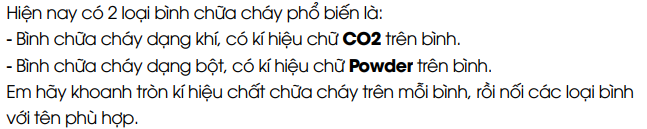 Hiện nay có 2 loại bình chữa cháy phổ biến là:
- Bình chữa cháy dạng khí, có kí hiệu chữ CO2 trên bình.
- Bình chữa cháy dạng bột, có kí hiệu chữ Powder trên bình.
Em hãy khoanh tròn kí hiệu chất chữa cháy trên mỗi bình, rồi nối các loại bình
với tên phù hợp.